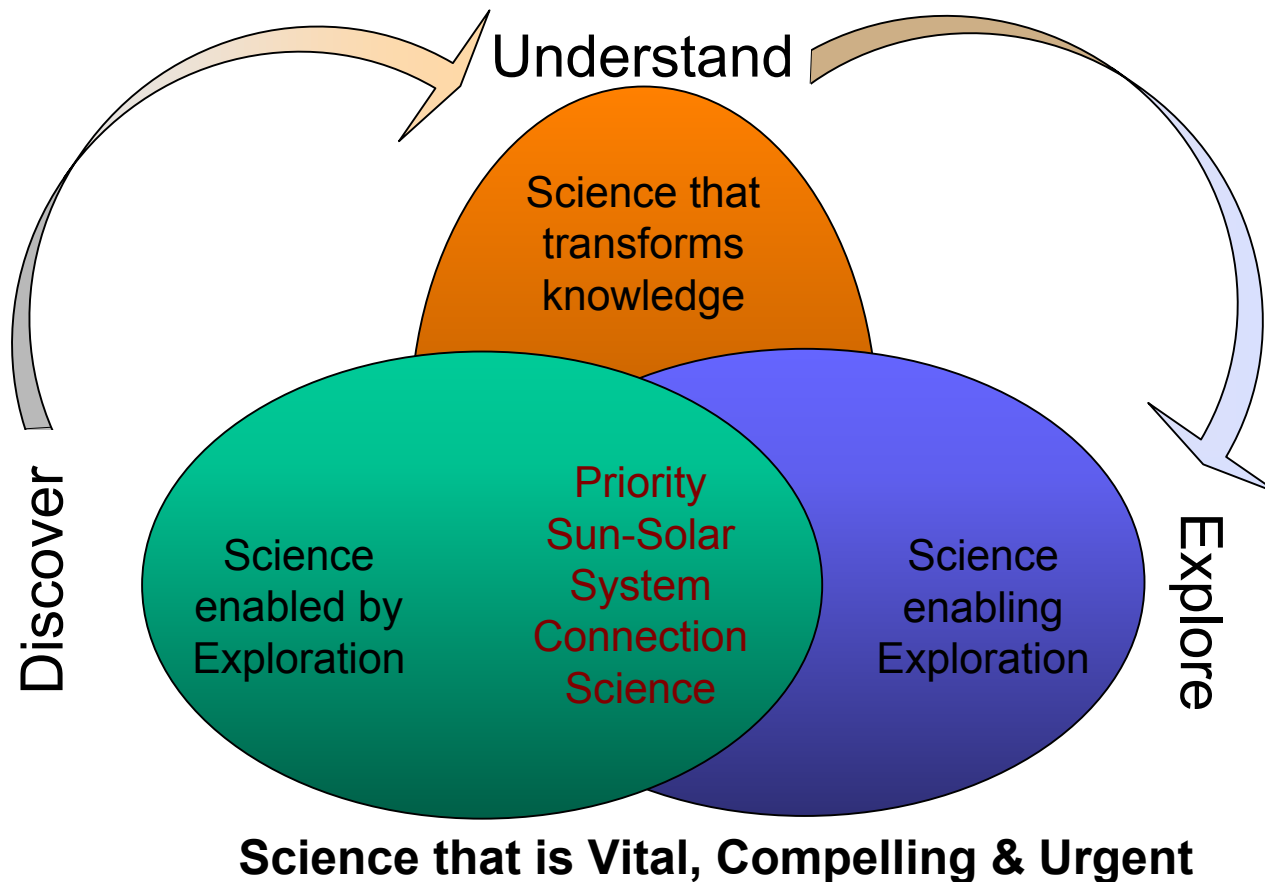 Understand
Science that
transforms
knowledge
Discover
Science
enabled by
Exploration
Priority
Sun-Solar
System
Connection
Science
Science
enabling
Exploration
Explore
Science that is Vital, Compelling & Urgent